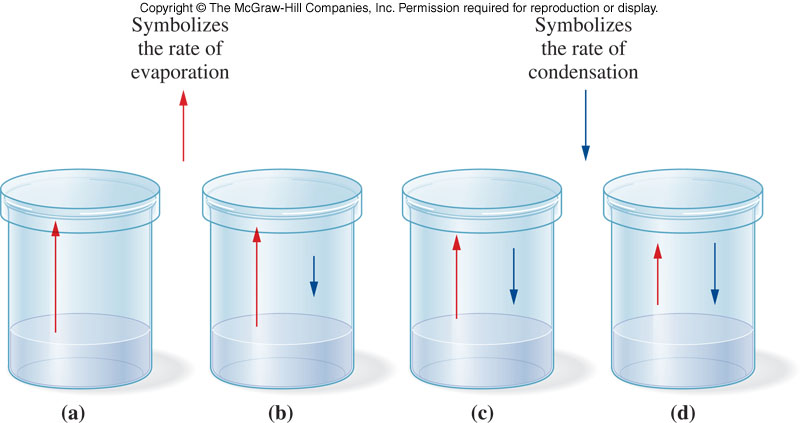 Copyright © The McGraw-Hill Companies, Inc. Permission required for reproduction or display.
Symbolizes
the rate of
evaporation
Symbolizes
the rate of
condensation
(a)
(b)
(c)
(d)